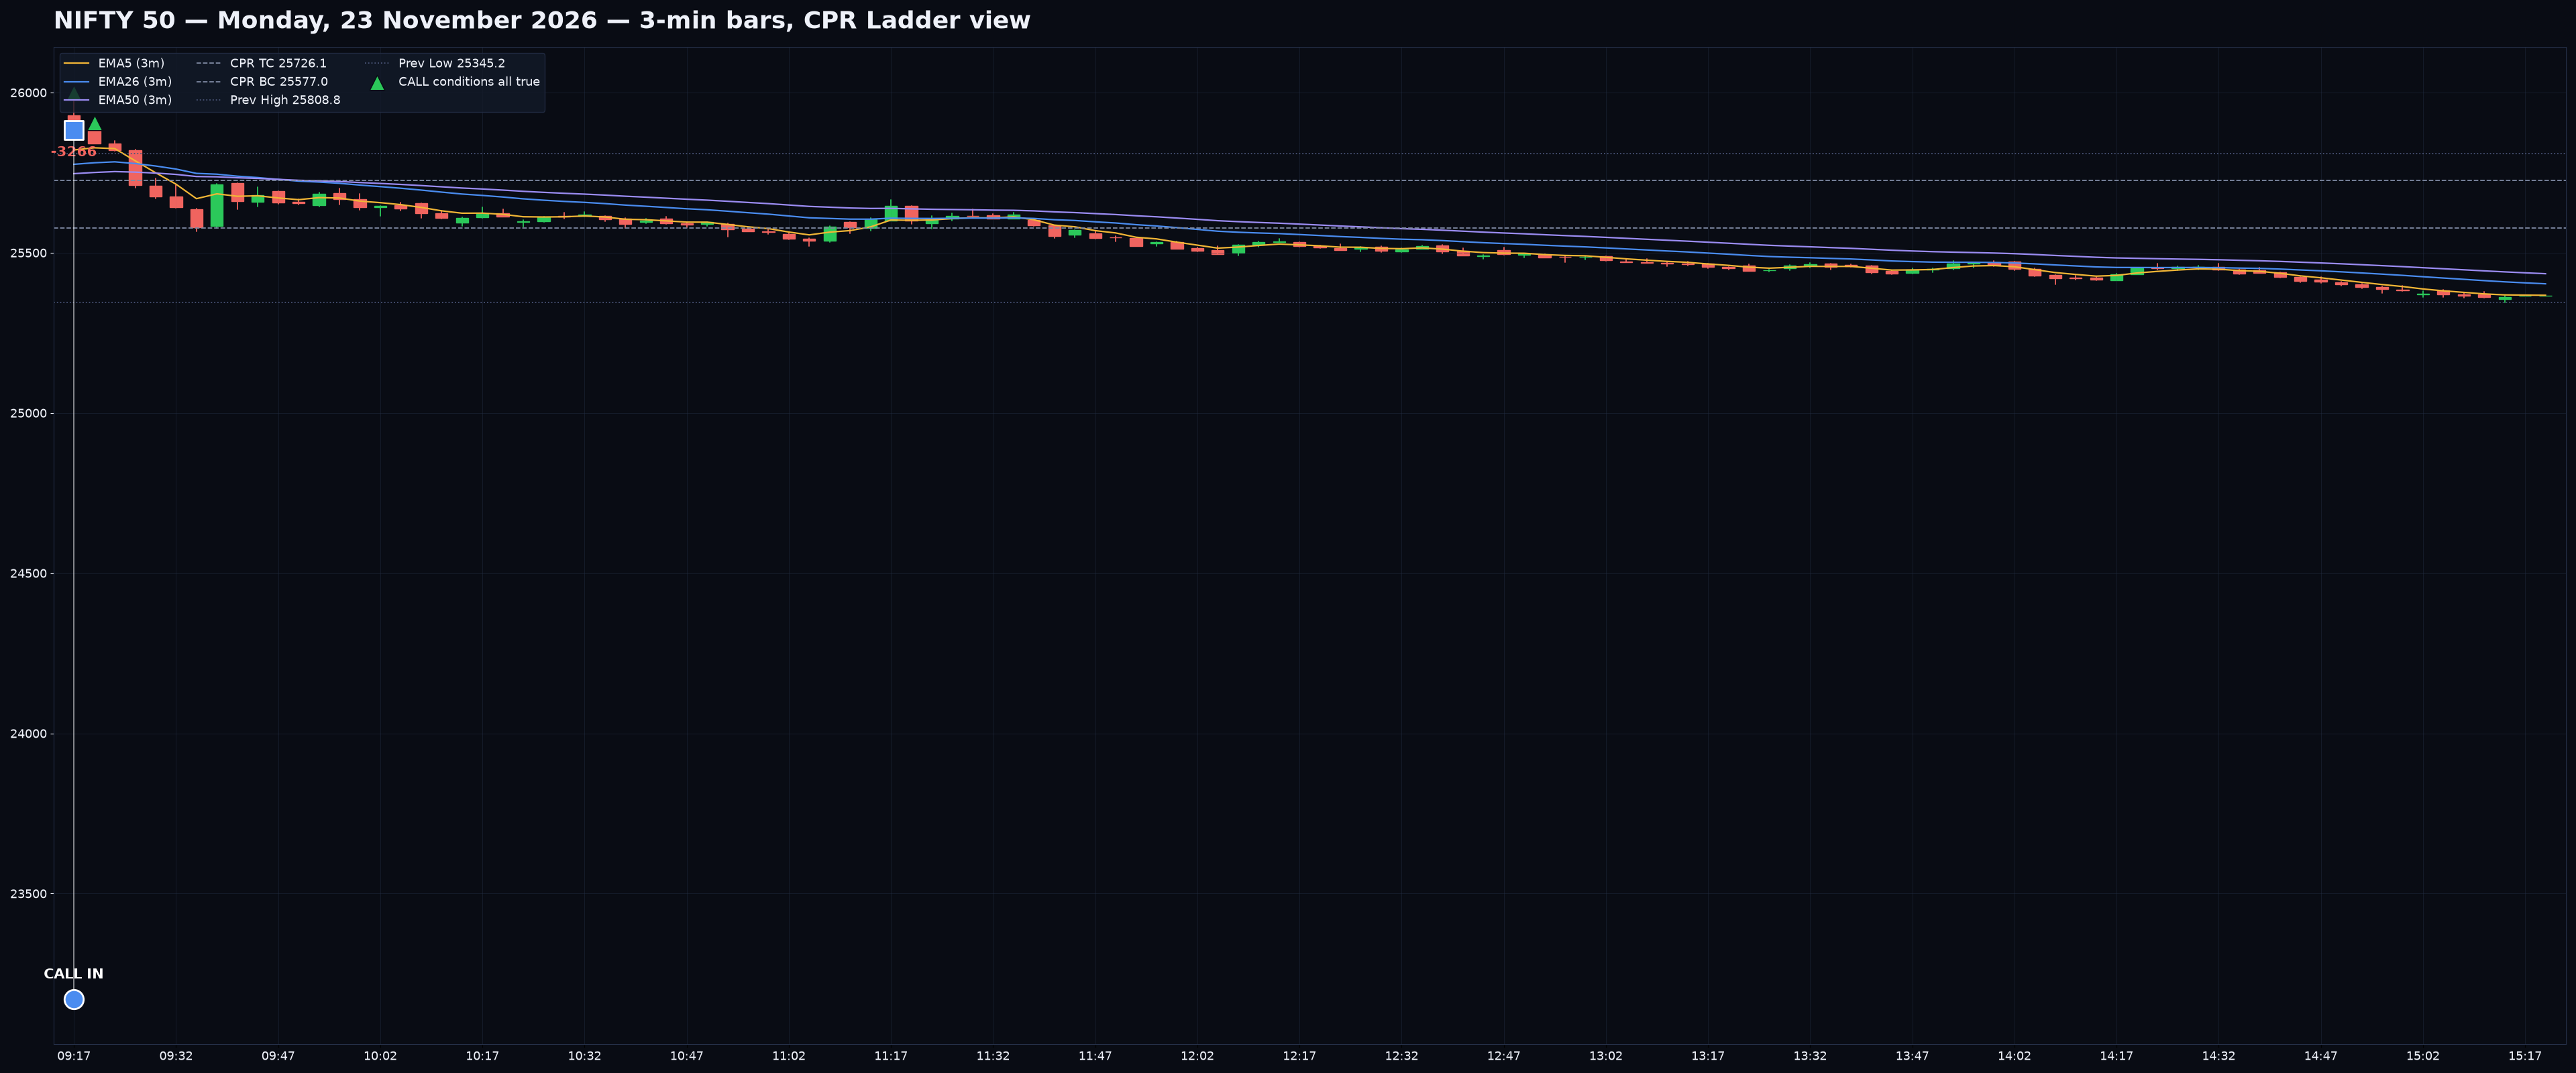 NIFTY 50 — Monday, 23 November 2026 — 3-min bars, CPR Ladder view
EMA5 (3m)
EMA26 (3m)
EMA50 (3m)
CPR TC 25726.1
CPR BC 25577.0
Prev High 25808.8
Prev Low 25345.2
CALL conditions all true
26000
25500
25000
24500
24000
23500
-3266
CALL IN
09:17 09:32 09:47 10:02 10:17 10:32 10:47 11:02 11:17 11:32 11:47 12:02 12:17 12:32 12:47 13:02 13:17 13:32 13:47 14:02 14:17 14:32 14:47 15:02 15:17